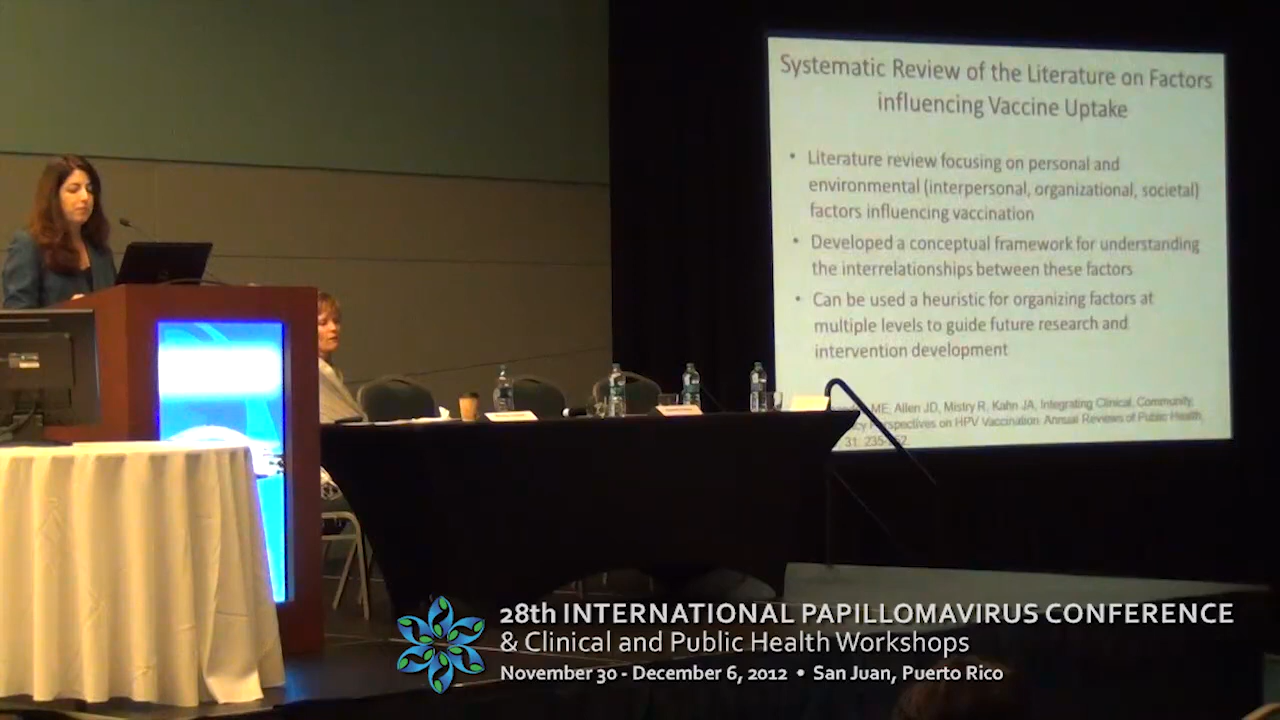 Systematic Review of the Literature on Factors
influencing Vaccine Uptake
• Literature review focusing on personal and
environmental (interpersonal, organizational, societal)
factors influencing vaccination
• Developed a conceptual framework for understanding
the interrelationships between these factors
• Can be used a heuristic for organizing factors at
multiple levels to guide future research and
intervention development
ME, Allen JD, Mistry R, Kahn JA, Integrating Clinical, Community,
Perspectives on HPV Vaccination. Annual Reviews of Public Health
31: 235-
28th INTERNATIONAL PAPILLOMAVIRUS CONFERENCE
& Clinical and Public Health Workshops
November 30 - December 6, 2012 • San Juan, Puerto Rico